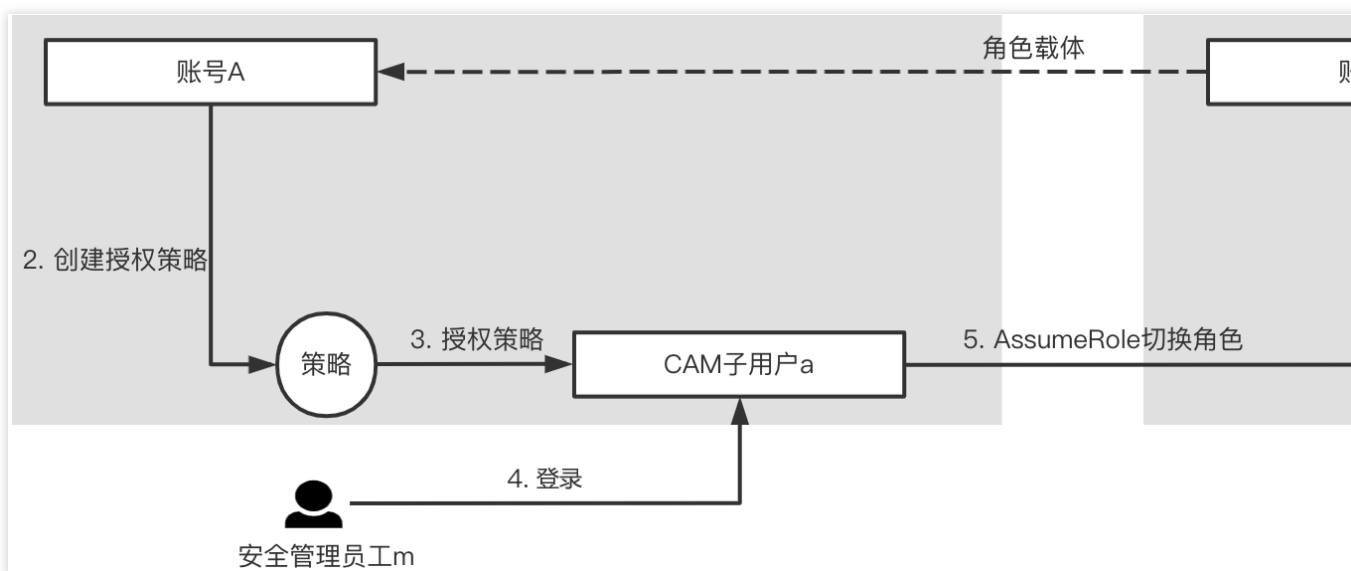 角色载体
账号A
2. 创建授权策略
3. 授权策略
5. AssumeRole切换角色
策略
CAM子用户a
4. 登录
安全管理员工m